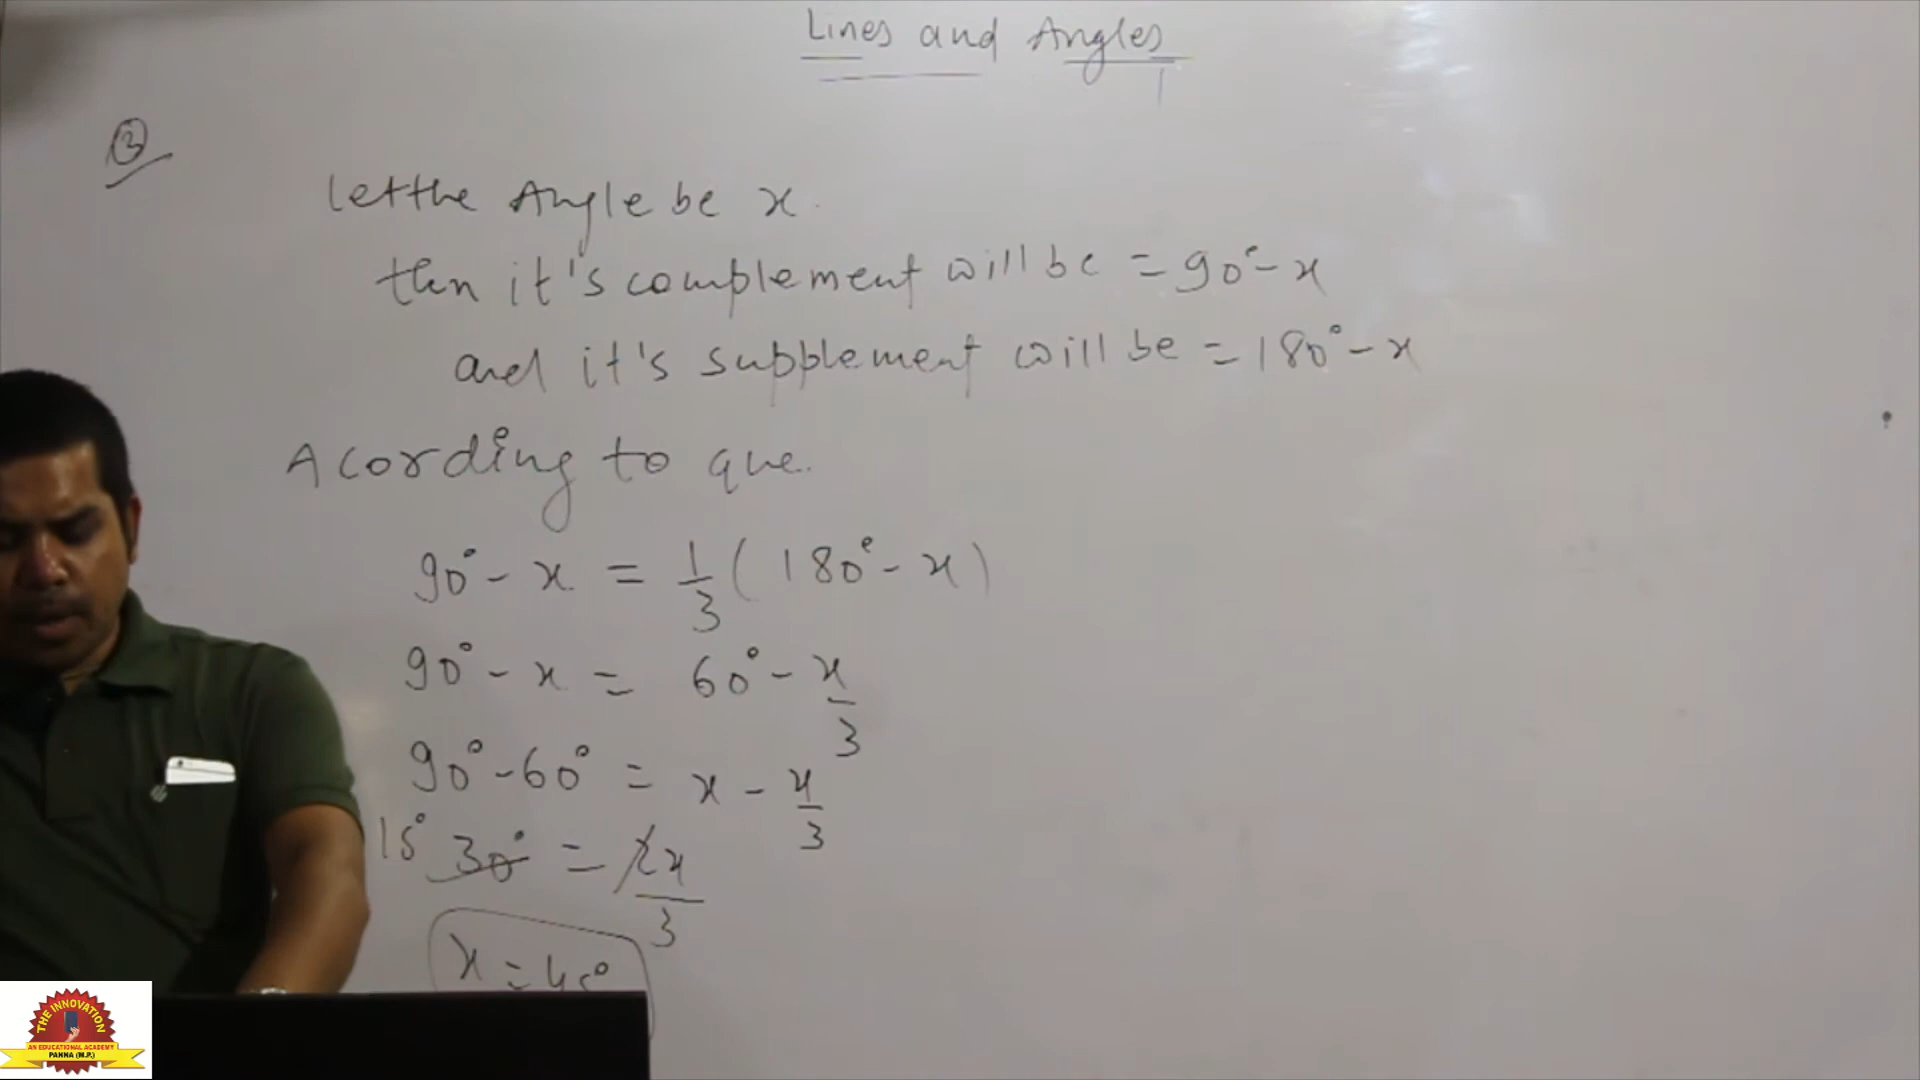 Lines and Angles
3
let the Angle be x
then it's complement will be = 90° - x
and it's supplement will be = 180° - x
Acording to que.
90° - x = 1/3 (180° - x)
90° - x = 60° - x/3
90° - 60° = x - x/3
15° 30° = 2x/3
x = 45°
THE INNOVATION
AN EDUCATIONAL ACADEMY
PANNA (M.P.)